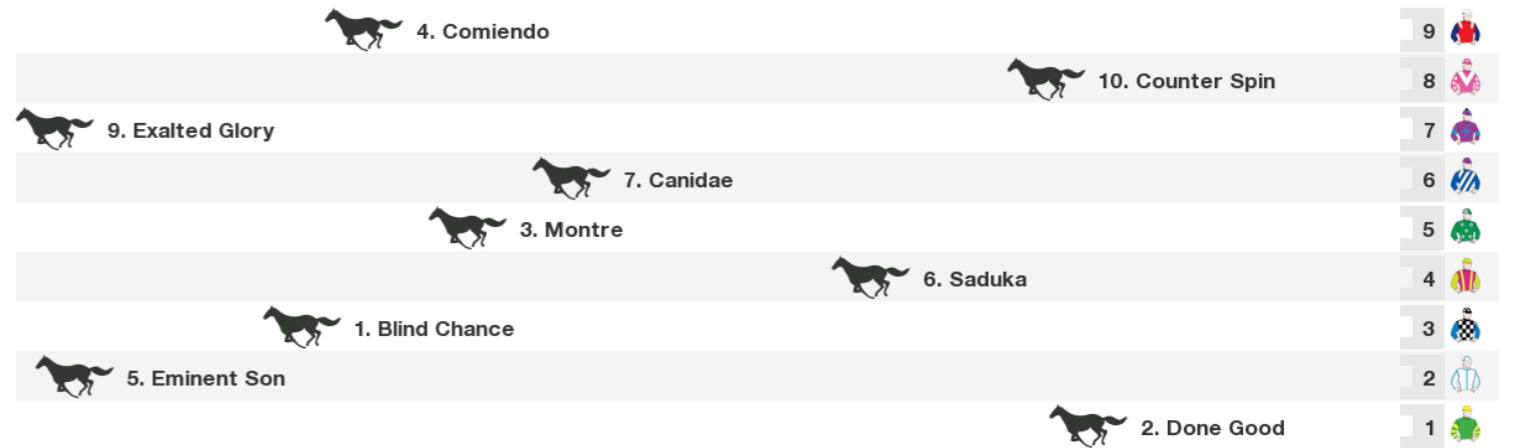 4. Comiendo 9
10. Counter Spin 8
9. Exalted Glory 7
7. Canidae 6
3. Montre 5
6. Saduka 4
1. Blind Chance 3
5. Eminent Son 2
2. Done Good 1